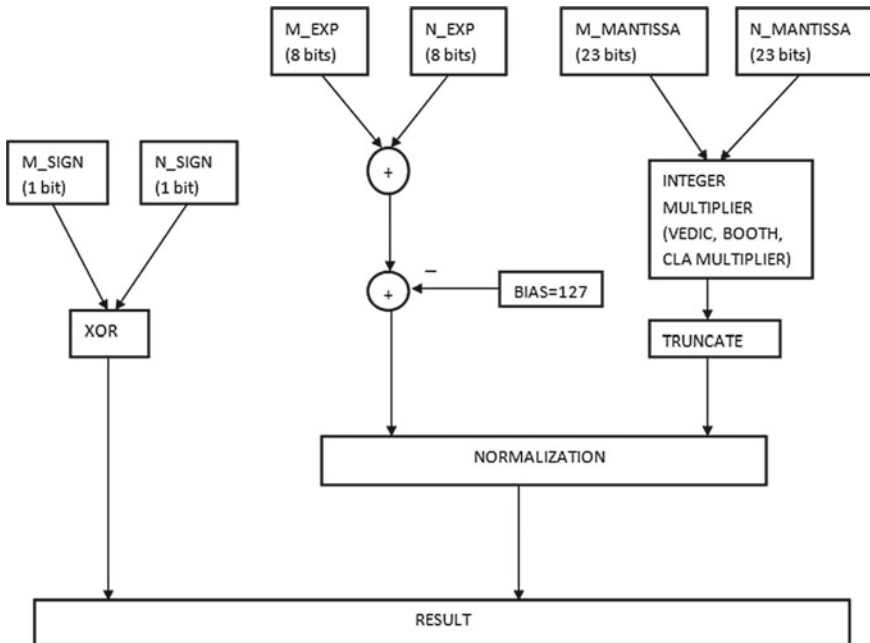 M_EXP
(8 bits)
N_EXP
(8 bits)
M_MANTISSA
(23 bits)
N_MANTISSA
(23 bits)
M_SIGN
(1 bit)
N_SIGN
(1 bit)
+
INTEGER
MULTIPLIER
(VEDIC, BOOTH,
CLA MULTIPLIER)
–
+
BIAS=127
XOR
TRUNCATE
NORMALIZATION
RESULT